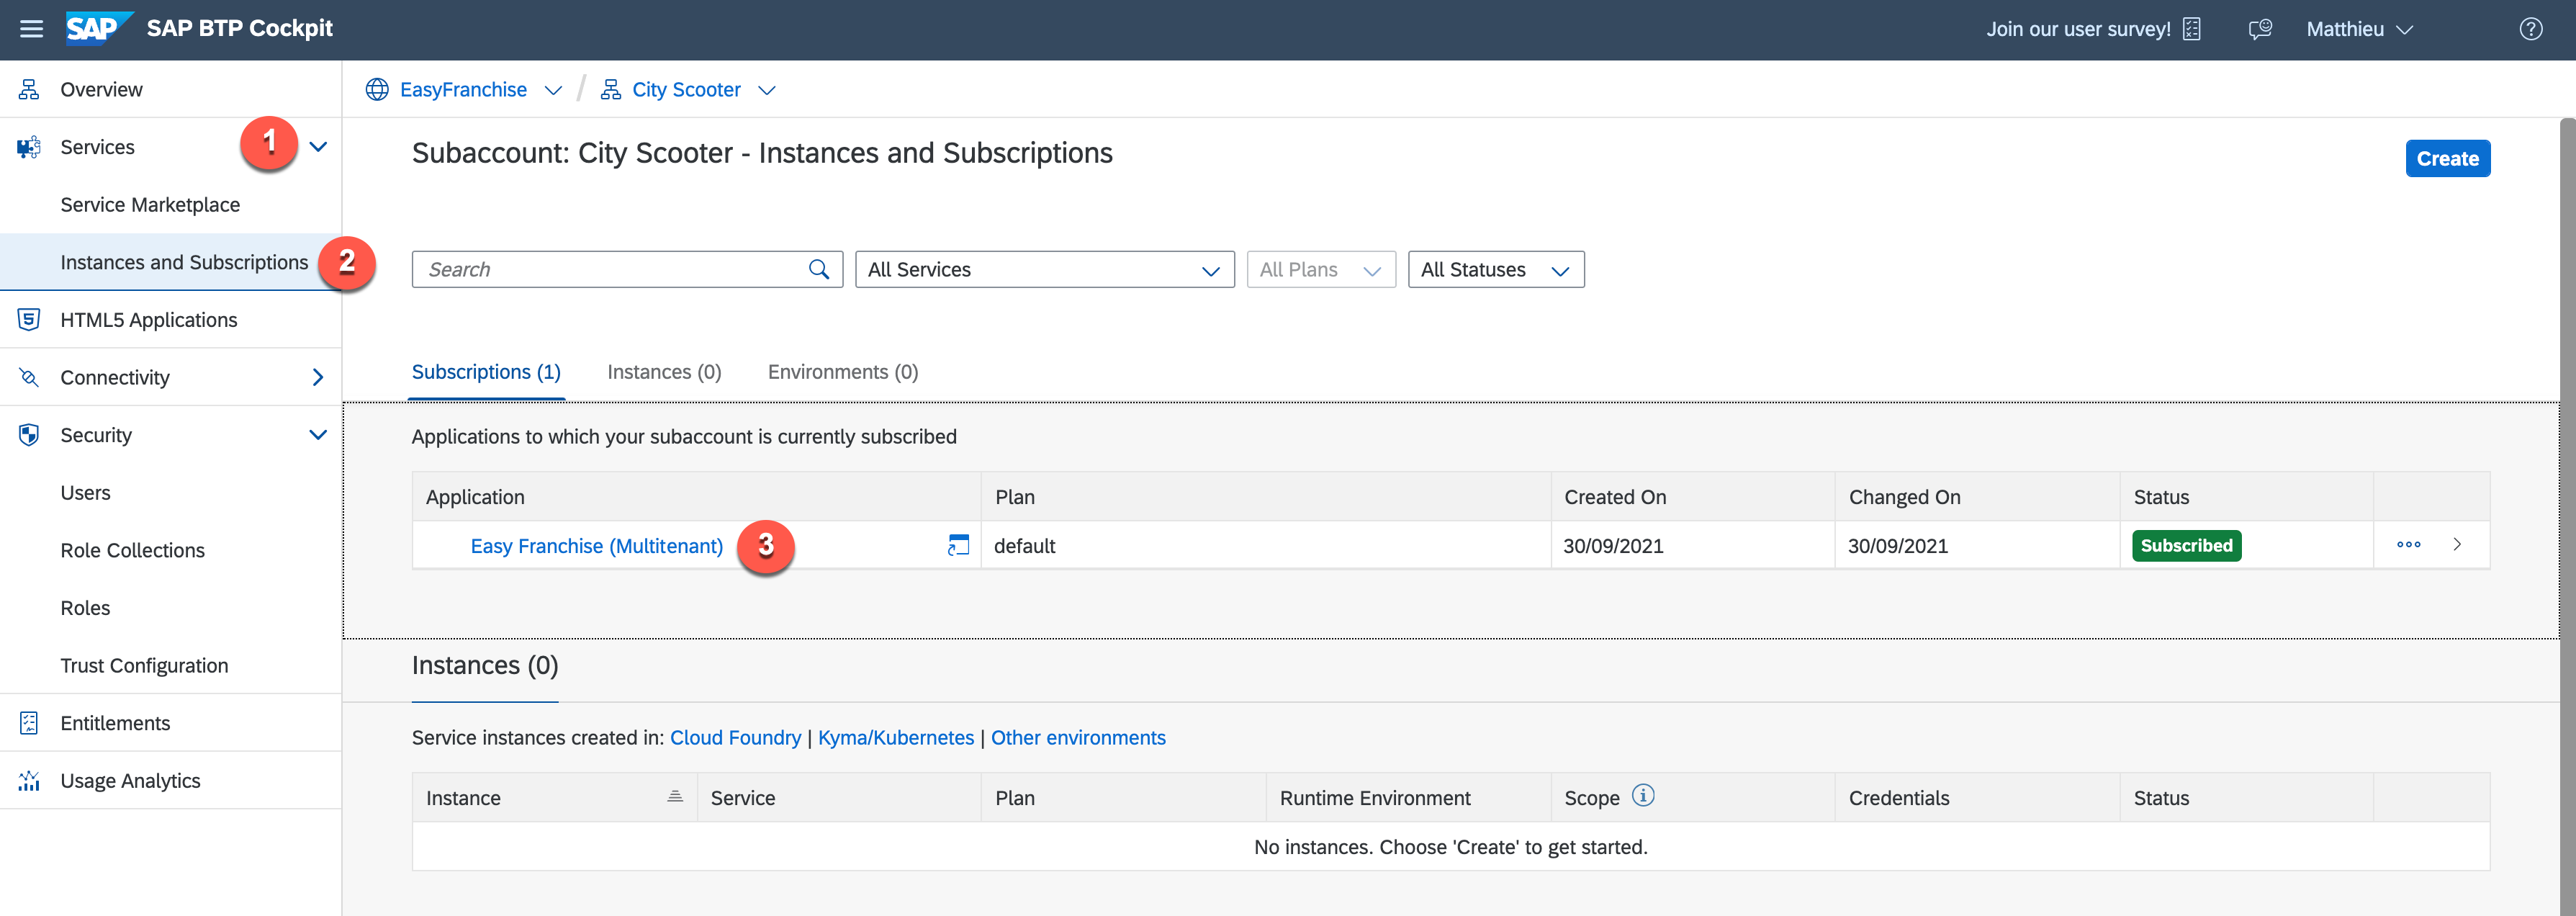 SAP SAP BTP Cockpit
Join our user survey!
Matthieu
Overview
Services
1
Service Marketplace
Instances and Subscriptions
2
HTML5 Applications
Connectivity
Security
Users
Role Collections
Roles
Trust Configuration
Entitlements
Usage Analytics
EasyFranchise / City Scooter
Subaccount: City Scooter - Instances and Subscriptions
Create
Search
All Services
All Plans
All Statuses
Subscriptions (1) Instances (0) Environments (0)
Applications to which your subaccount is currently subscribed
Application Plan Created On Changed On Status
Easy Franchise (Multitenant) 3 default 30/09/2021 30/09/2021 Subscribed
Instances (0)
Service instances created in: Cloud Foundry | Kyma/Kubernetes | Other environments
Instance Service Plan Runtime Environment Scope Credentials Status
No instances. Choose 'Create' to get started.